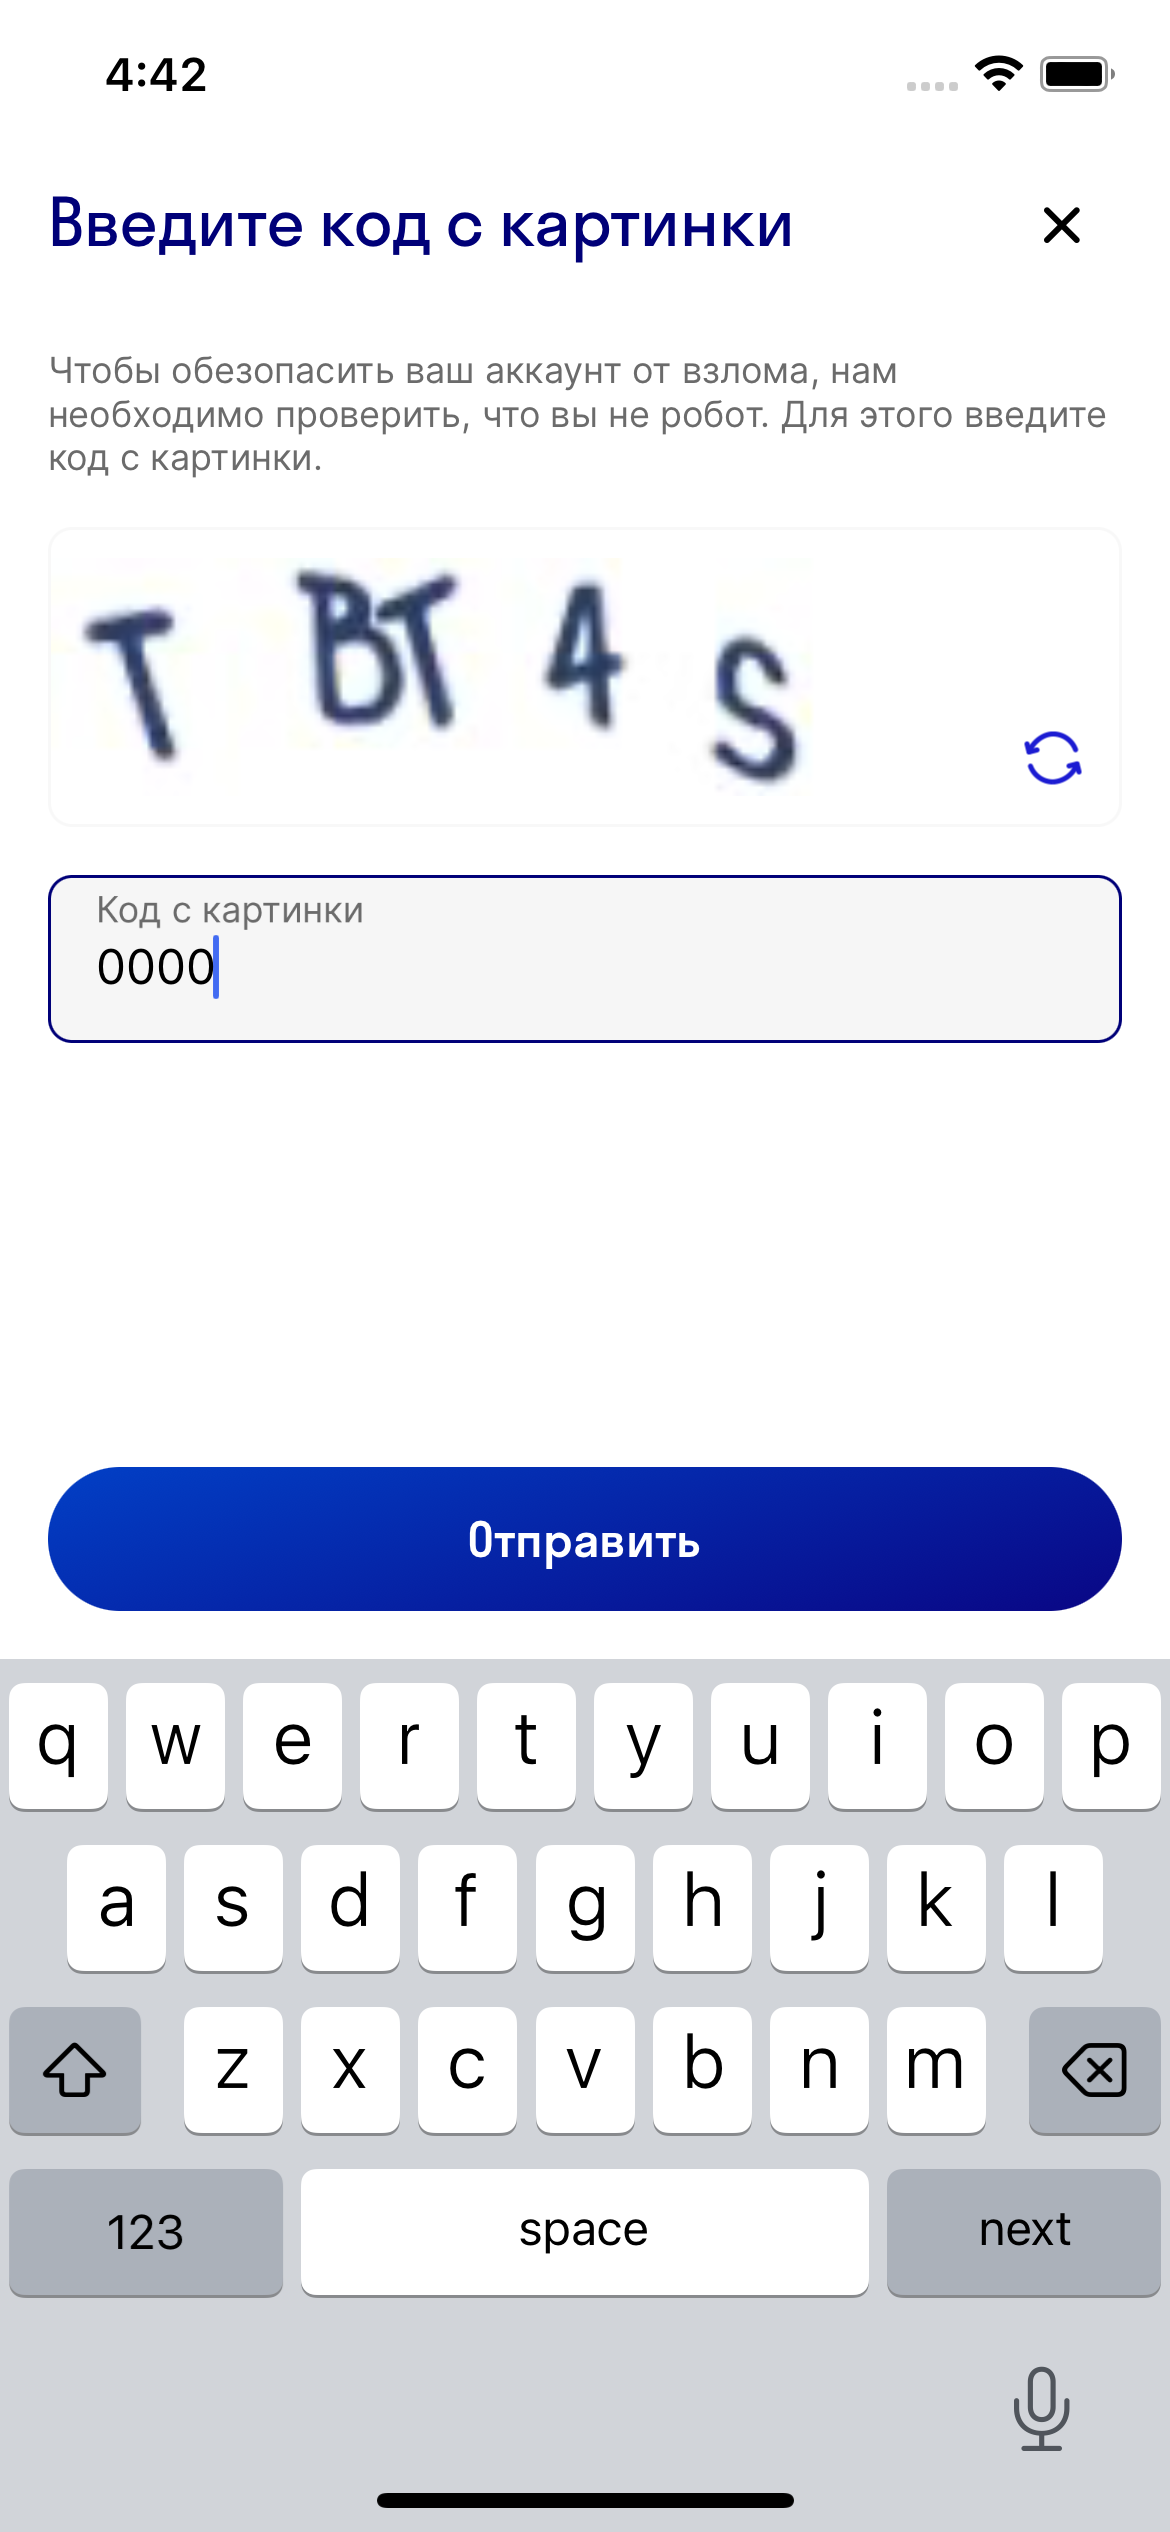 4:42
Введите код с картинки
Чтобы обезопасить ваш аккаунт от взлома, нам
необходимо проверить, что вы не робот. Для этого введите
код с картинки.
T BT 4 S
Код с картинки
0000
Отправить
q w e r t y u i o p
a s d f g h j k l
z x c v b n m
123 space next